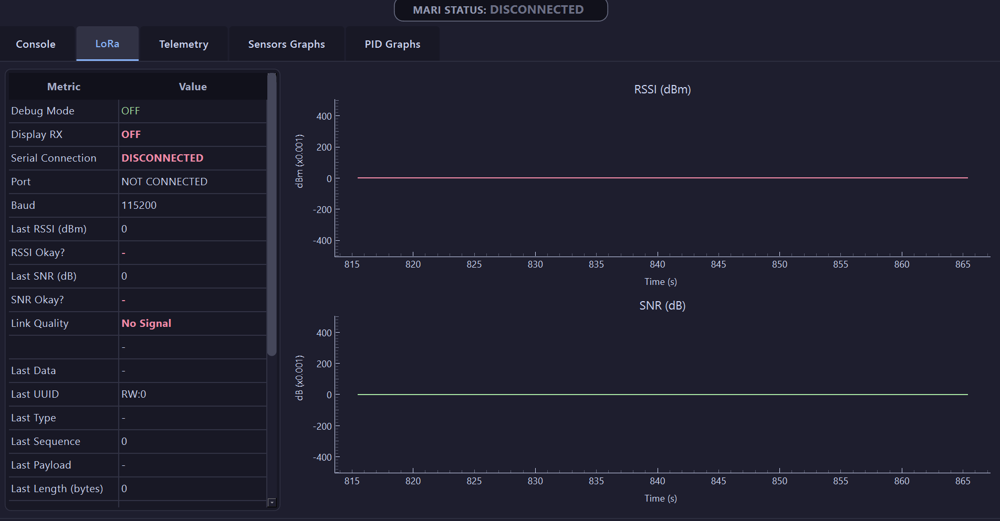 MARI STATUS: DISCONNECTED
Console LoRa Telemetry Sensors Graphs PID Graphs
Metric Value
Debug Mode OFF
Display RX OFF
Serial Connection DISCONNECTED
Port NOT CONNECTED
Baud 115200
Last RSSI (dBm) 0
RSSI Okay? -
Last SNR (dB) 0
SNR Okay? -
Link Quality No Signal
-
Last Data -
Last UUID RW:0
Last Type -
Last Sequence 0
Last Payload -
Last Length (bytes) 0
RSSI (dBm)
dBm (x0.001)
400
200
0
-200
-400
815 820 825 830 835 840 845 850 855 860 865
Time (s)
SNR (dB)
dB (x0.001)
400
200
0
-200
-400
815 820 825 830 835 840 845 850 855 860 865
Time (s)